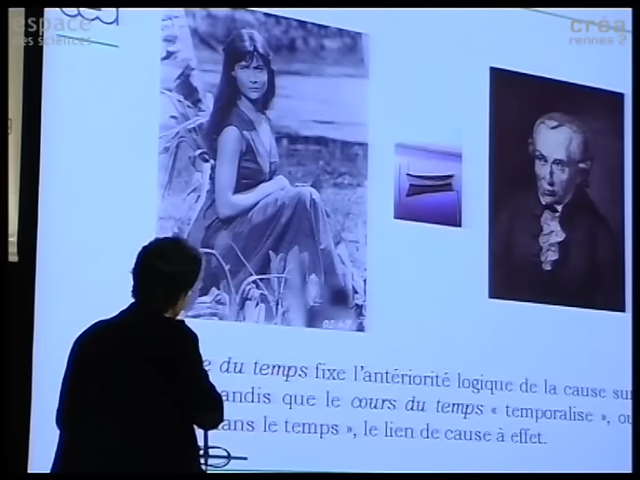 espace
des sciences
créa
rennes 2
e du temps fixe l'antériorité logique de la cause su
andis que le cours du temps « temporalise », ou
ans le temps », le lien de cause à effet.